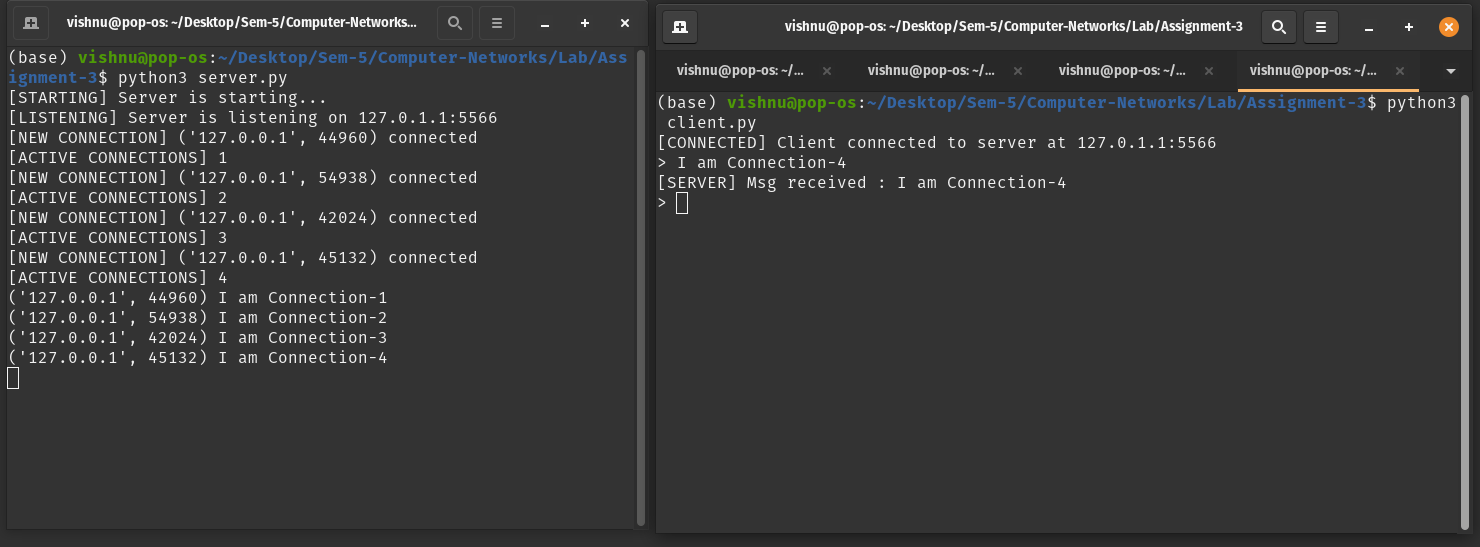 vishnu@pop-os: ~/Desktop/Sem-5/Computer-Networks...
(base) vishnu@pop-os:~/Desktop/Sem-5/Computer-Networks/Lab/Ass
ignment-3$ python3 server.py
[STARTING] Server is starting...
[LISTENING] Server is listening on 127.0.1.1:5566
[NEW CONNECTION] ('127.0.0.1', 44960) connected
[ACTIVE CONNECTIONS] 1
[NEW CONNECTION] ('127.0.0.1', 54938) connected
[ACTIVE CONNECTIONS] 2
[NEW CONNECTION] ('127.0.0.1', 42024) connected
[ACTIVE CONNECTIONS] 3
[NEW CONNECTION] ('127.0.0.1', 45132) connected
[ACTIVE CONNECTIONS] 4
('127.0.0.1', 44960) I am Connection-1
('127.0.0.1', 54938) I am Connection-2
('127.0.0.1', 42024) I am Connection-3
('127.0.0.1', 45132) I am Connection-4
vishnu@pop-os: ~/Desktop/Sem-5/Computer-Networks/Lab/Assignment-3
vishnu@pop-os: ~/...
vishnu@pop-os: ~/...
vishnu@pop-os: ~/...
vishnu@pop-os: ~/...
(base) vishnu@pop-os:~/Desktop/Sem-5/Computer-Networks/Lab/Assignment-3$ python3
client.py
[CONNECTED] Client connected to server at 127.0.1.1:5566
> I am Connection-4
[SERVER] Msg received : I am Connection-4
>